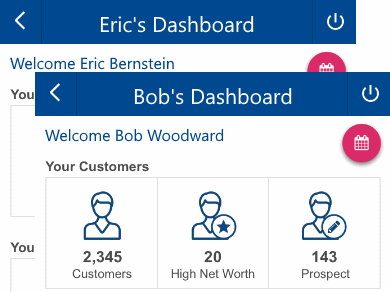 Eric's Dashboard
Welcome Eric Bernstein
You
Bob's Dashboard
Welcome Bob Woodward
Your Customers
2,345
Customers
20
High Net Worth
143
Prospect
You